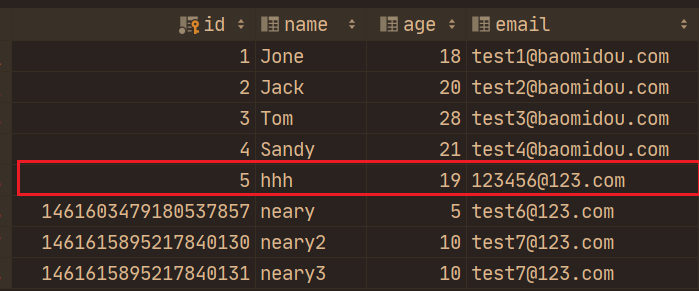 id name age email
1 Jone 18 test1@baomidou.com
2 Jack 20 test2@baomidou.com
3 Tom 28 test3@baomidou.com
4 Sandy 21 test4@baomidou.com
5 hhh 19 123456@123.com
1461603479180537857 neary 5 test6@123.com
1461615895217840130 neary2 10 test7@123.com
1461615895217840131 neary3 10 test7@123.com